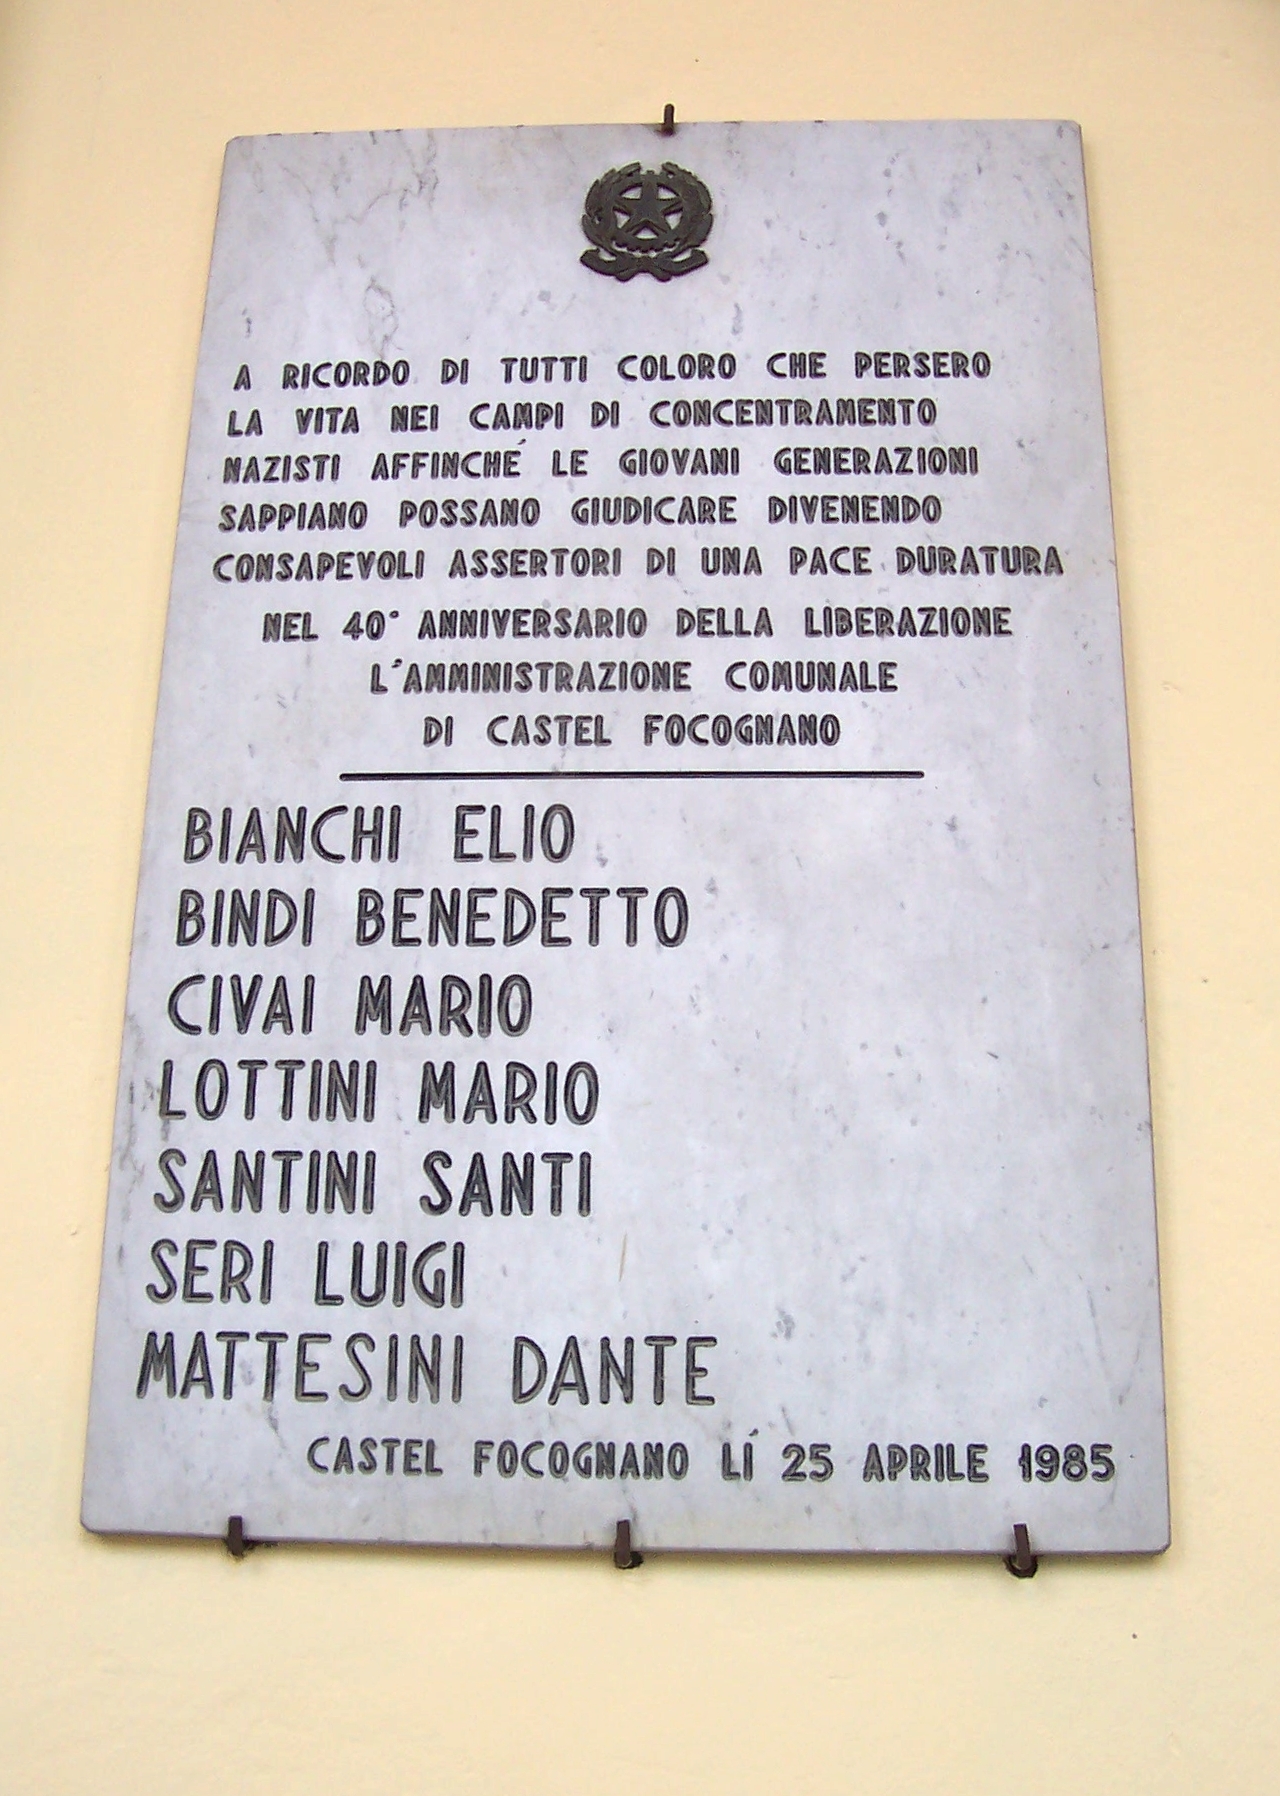 A RICORDO DI TUTTI COLORO CHE PERSERO
LA VITA NEI CAMPI DI CONCENTRAMENTO
NAZISTI AFFINCHÉ LE GIOVANI GENERAZIONI
SAPPIANO POSSANO GIUDICARE DIVENENDO
CONSAPEVOLI ASSERTORI DI UNA PACE DURATURA
NEL 40° ANNIVERSARIO DELLA LIBERAZIONE
L'AMMINISTRAZIONE COMUNALE
DI CASTEL FOCOGNANO
BIANCHI ELIO
BINDI BENEDETTO
CIVAI MARIO
LOTTINI MARIO
SANTINI SANTI
SERI LUIGI
MATTESINI DANTE
CASTEL FOCOGNANO LÍ 25 APRILE 1985